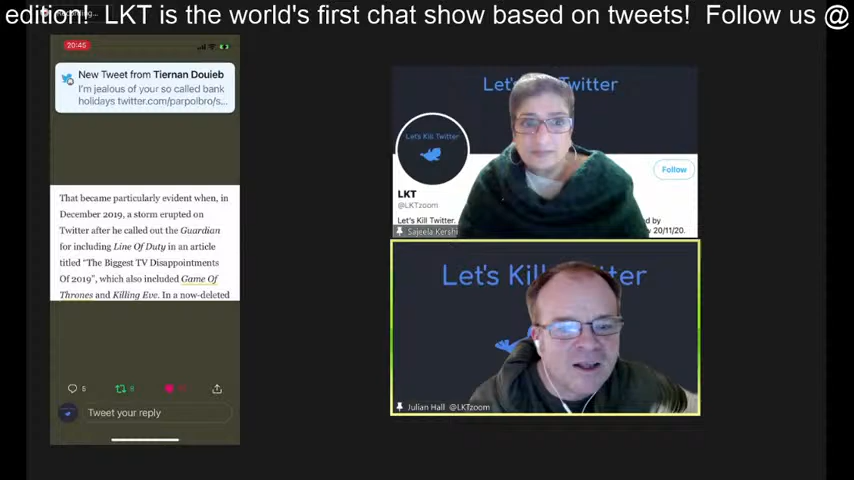 edition! LKT is the world's first chat show based on tweets! Follow us @
20:45
New Tweet from Tiernan Douieb
I'm jealous of your so called bank
holidays twitter.com/parpolbro/s...
That became particularly evident when, in
December 2019, a storm erupted on
Twitter after he called out the Guardian
for including Line Of Duty in an article
titled “The Biggest TV Disappointments
Of 2019”, which also included Game Of
Thrones and Killing Eve. In a now-deleted
6
8
Tweet your reply
Let's Twitter
Let's Kill Twitter
Follow
LKT
@LKTzoom
Let's Kill Twitter. d by
20/11/20.
Sajeela Kershi
Let's Kill Twitter
Julian Hall @LKTzoom